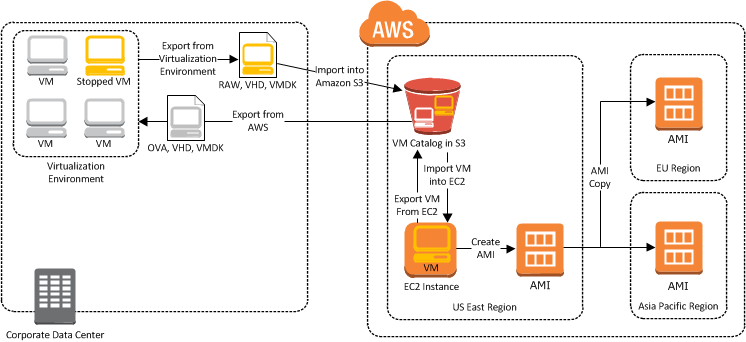 AWS
Export from
Virtualization
Environment
VM
Stopped VM
RAW, VHD, VMDK
Import into
Amazon S3
VM
VM
OVA, VHD, VMDK
Export from
AWS
VM Catalog in S3
Virtualization
Environment
Import VM
into EC2
Export VM
From EC2
VM
EC2 Instance
Create
AMI
AMI
US East Region
AMI
Copy
AMI
EU Region
AMI
Asia Pacific Region
Corporate Data Center